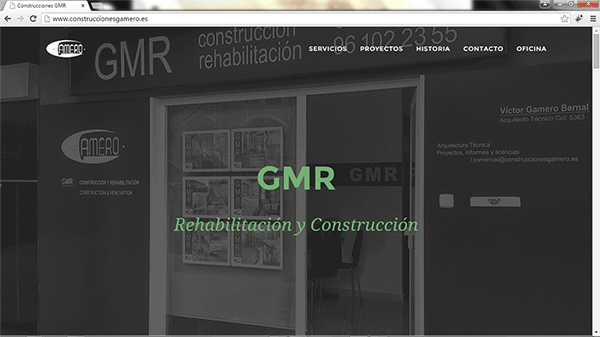 Construcciones GMR
www.construccionesgamero.es
GAMERO
SERVICIOS PROYECTOS HISTORIA CONTACTO OFICINA
GMR construcción
rehabilitación 96 102 23 55
Víctor Gamero Bernal
Arquitecto Técnico Col. 5363
GAMERO
Arquitectura Técnica
Proyectos, informes y licencias
comercial@construccionesgamero.es
GMR CONSTRUCCIÓN Y REHABILITACIÓN
CONSTRUCTION & RENOVATION
GMR
GMR
Rehabilitación y Construcción